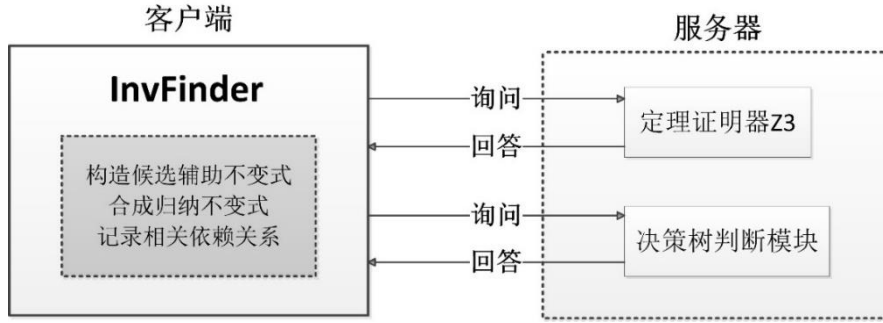 客户端
InvFinder
构造候选辅助不变式
合成归纳不变式
记录相关依赖关系
询问
回答
询问
回答
服务器
定理证明器Z3
决策树判断模块